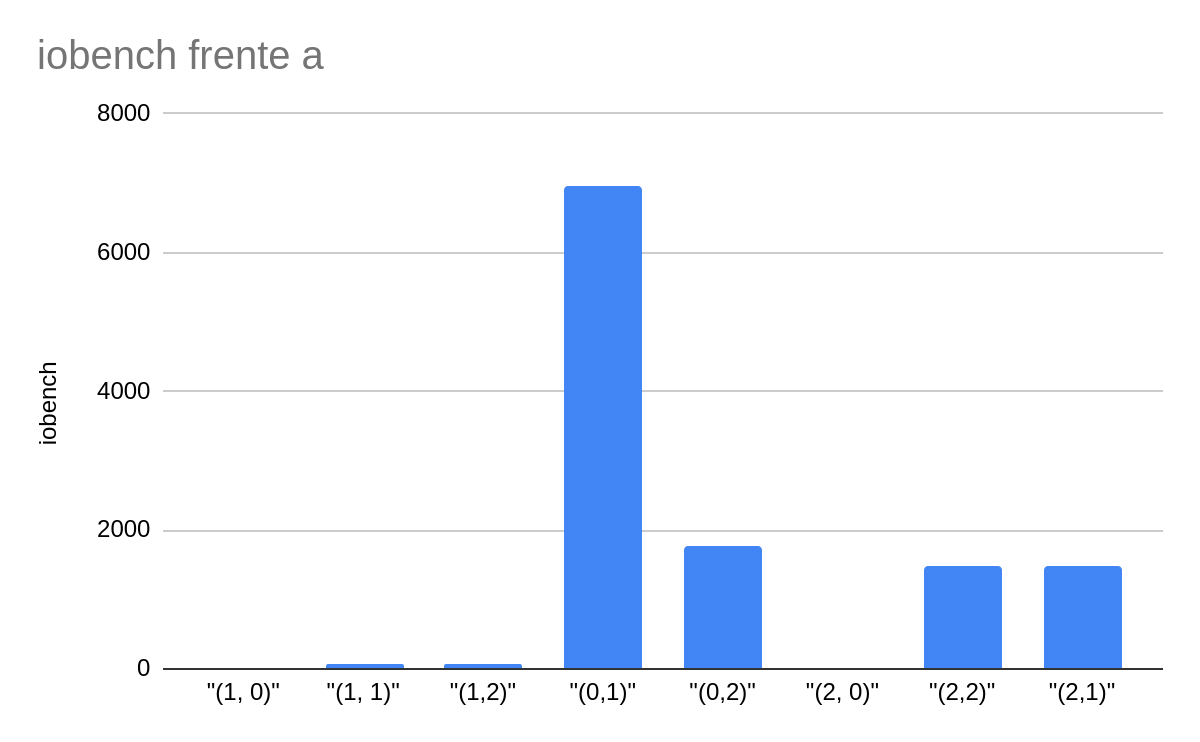 iobench frente a
8000
6000
4000
2000
0
iobench
"(1, 0)" "(1, 1)" "(1,2)" "(0,1)" "(0,2)" "(2, 0)" "(2,2)" "(2,1)"